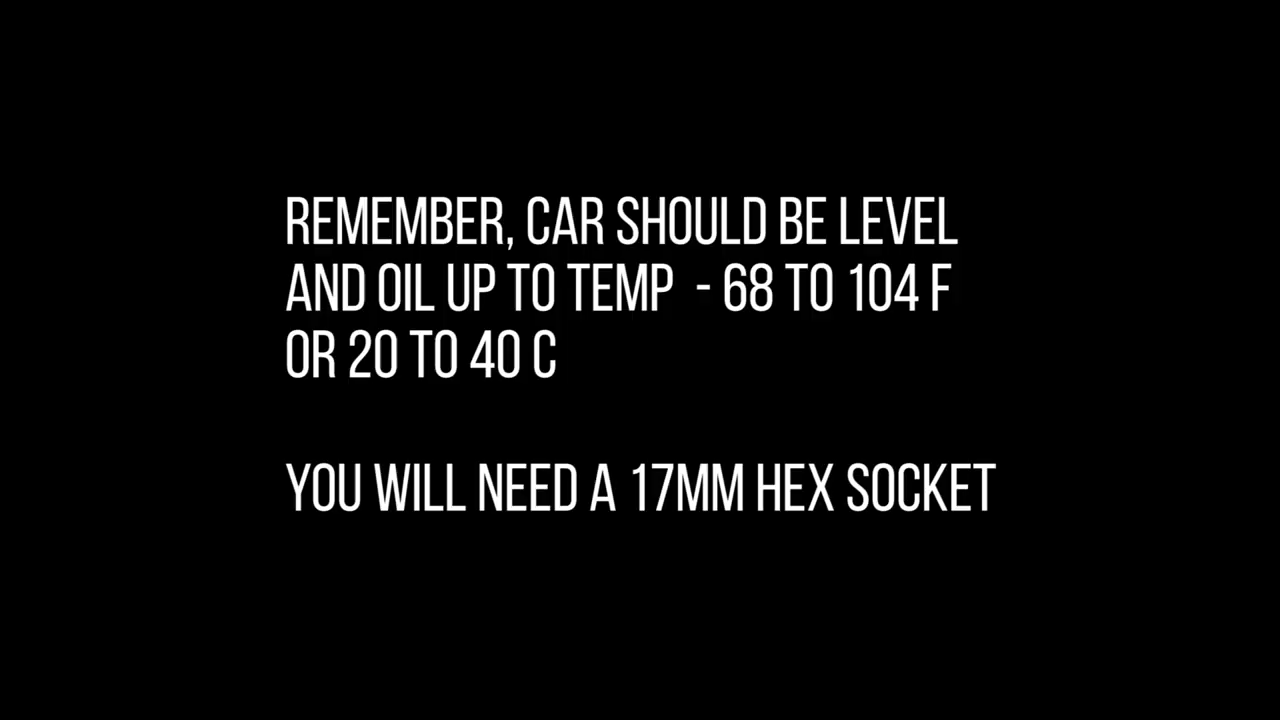 REMEMBER, CAR SHOULD BE LEVEL
AND OIL UP TO TEMP - 68 TO 104 F
OR 20 TO 40 C
YOU WILL NEED A 17MM HEX SOCKET